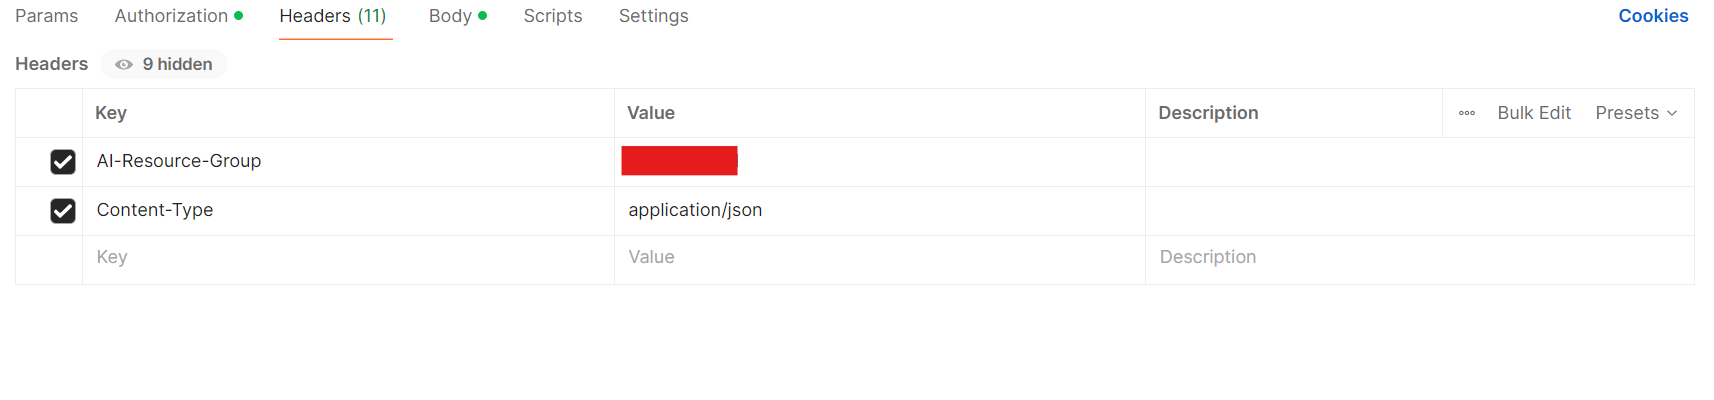 Params Authorization Headers (11) Body Scripts Settings Cookies
Headers 9 hidden
Key Value Description Bulk Edit Presets
AI-Resource-Group
Content-Type application/json
Key Value Description